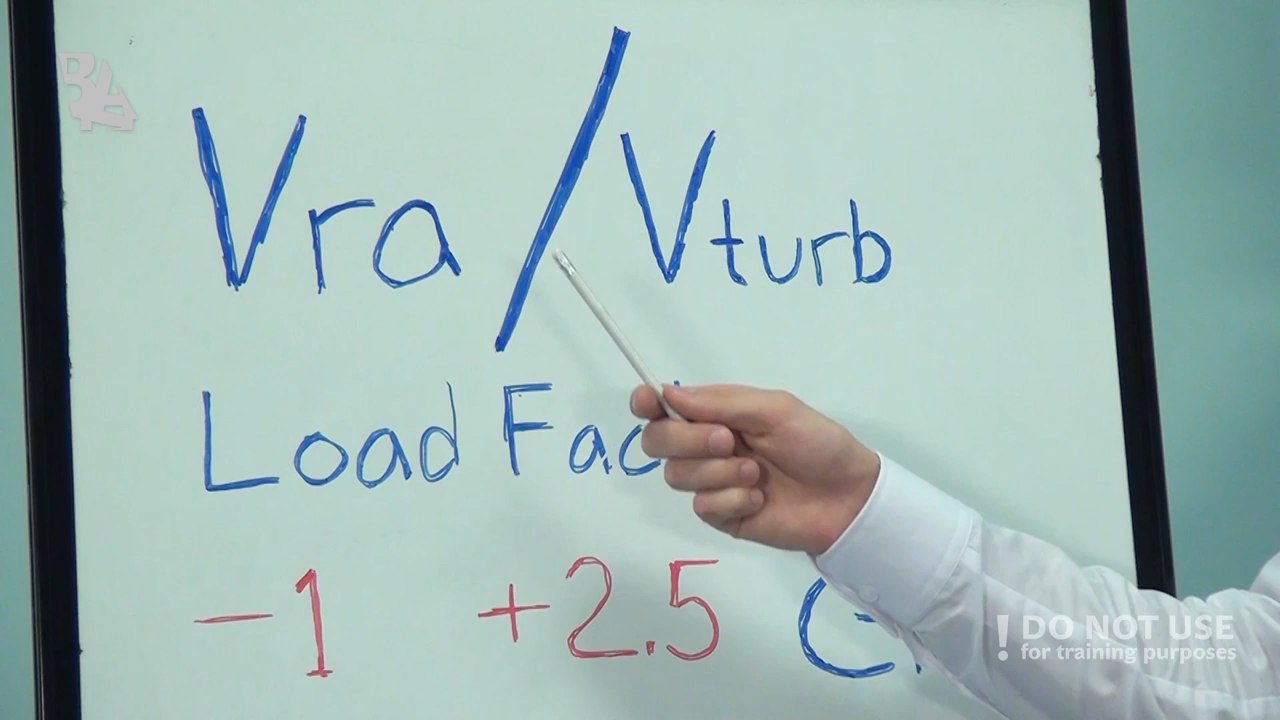 Vra / Vturb
Load Fac
-1 +2.5
! DO NOT USE
for training purposes